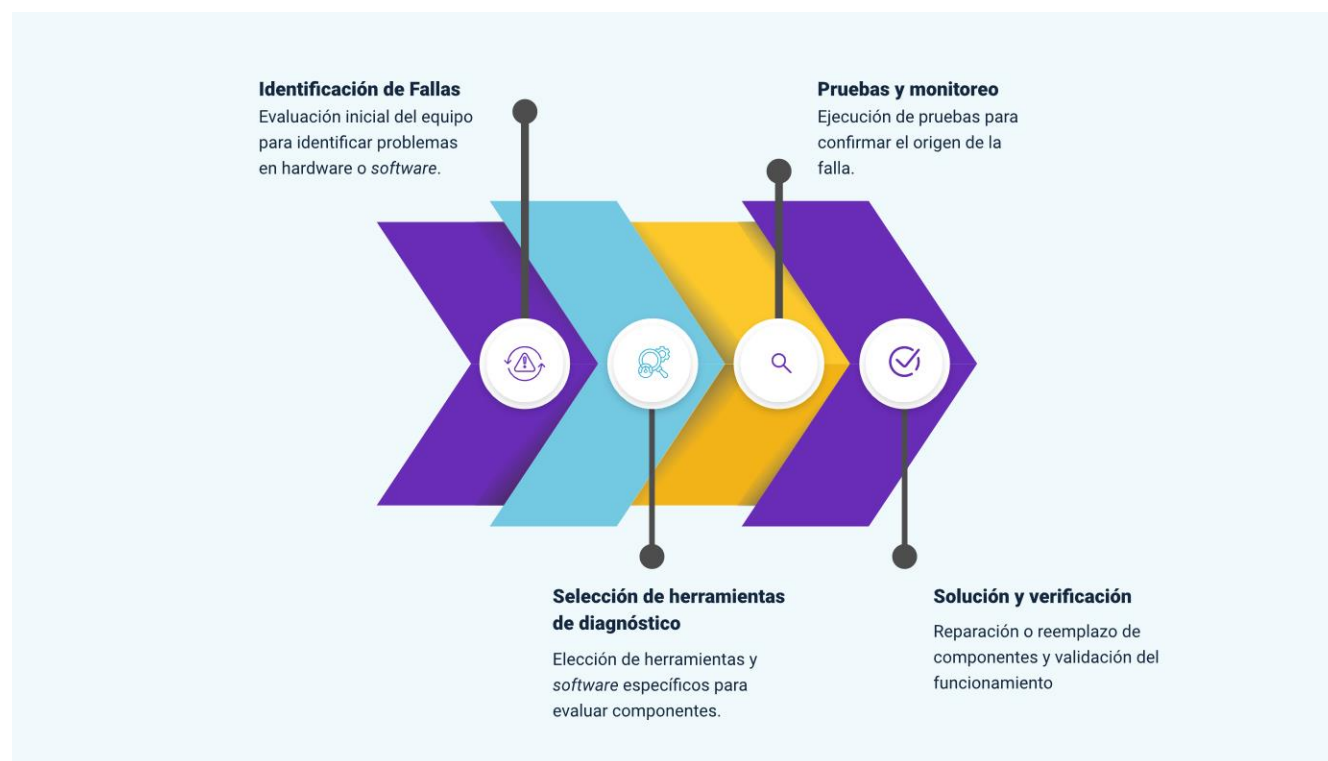 Identificación de Fallas
Evaluación inicial del equipo
para identificar problemas
en hardware o software.
Selección de herramientas
de diagnóstico
Elección de herramientas y
software específicos para
evaluar componentes.
Pruebas y monitoreo
Ejecución de pruebas para
confirmar el origen de la
falla.
Solución y verificación
Reparación o reemplazo de
componentes y validación del
funcionamiento